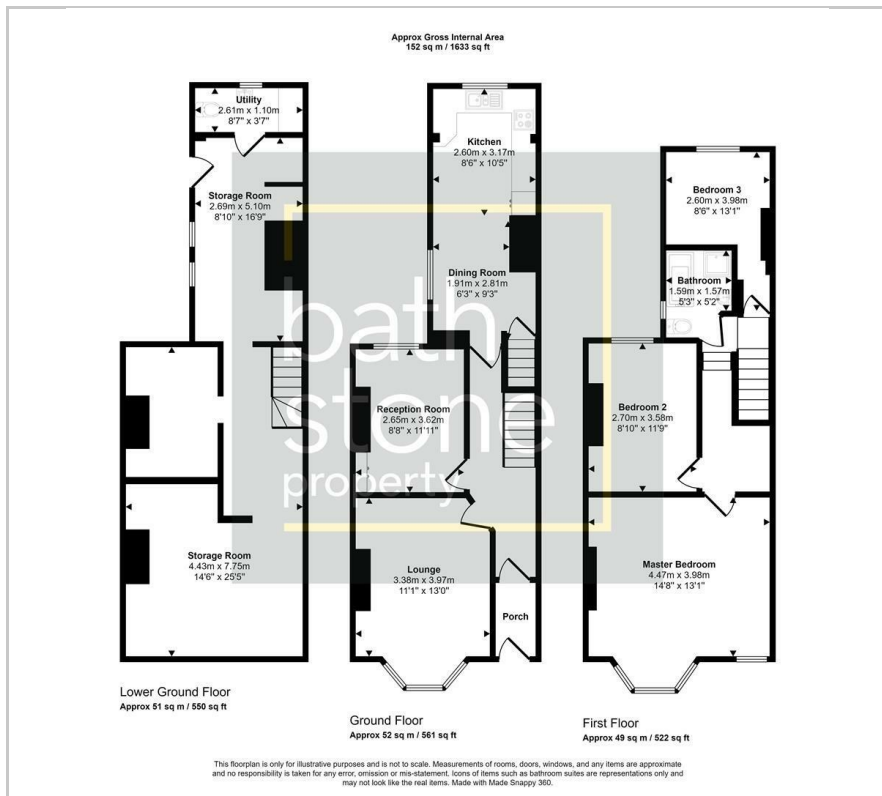 Approx Gross Internal Area
152 sq m / 1633 sq ft
Utility
2.61m x 1.10m
8'7" x 3'7"
Storage Room
2.69m x 5.10m
8'10" x 16'9"
Storage Room
4.43m x 7.75m
14'6" x 25'5"
Lower Ground Floor
Approx 51 sq m / 550 sq ft
Kitchen
2.60m x 3.17m
8'6" x 10'5"
Dining Room
1.91m x 2.81m
6'3" x 9'3"
Reception Room
2.65m x 3.62m
8'8" x 11'11"
Lounge
3.38m x 3.97m
11'1" x 13'0"
Porch
Ground Floor
Approx 52 sq m / 561 sq ft
Bedroom 3
2.60m x 3.98m
8'6" x 13'1"
Bathroom
1.59m x 1.57m
5'3" x 5'2"
Bedroom 2
2.70m x 3.58m
8'10" x 11'9"
Master Bedroom
4.47m x 3.98m
14'8" x 13'1"
First Floor
Approx 49 sq m / 522 sq ft
bath
stone
property
This floorplan is only for illustrative purposes and is not to scale. Measurements of rooms, doors, windows, and any items are approximate
and no responsibility is taken for any error, omission or mis-statement. Icons of items such as bathroom suites are representations only and
may not look like the real items. Made with Made Snappy 360.